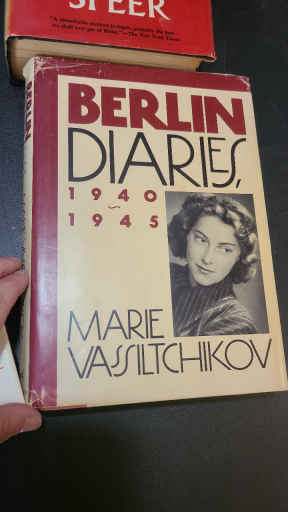 SPEER
BERLIN
DIARIES,
1940
1945
MARIE
VASSILTCHIKOV
BERLIN